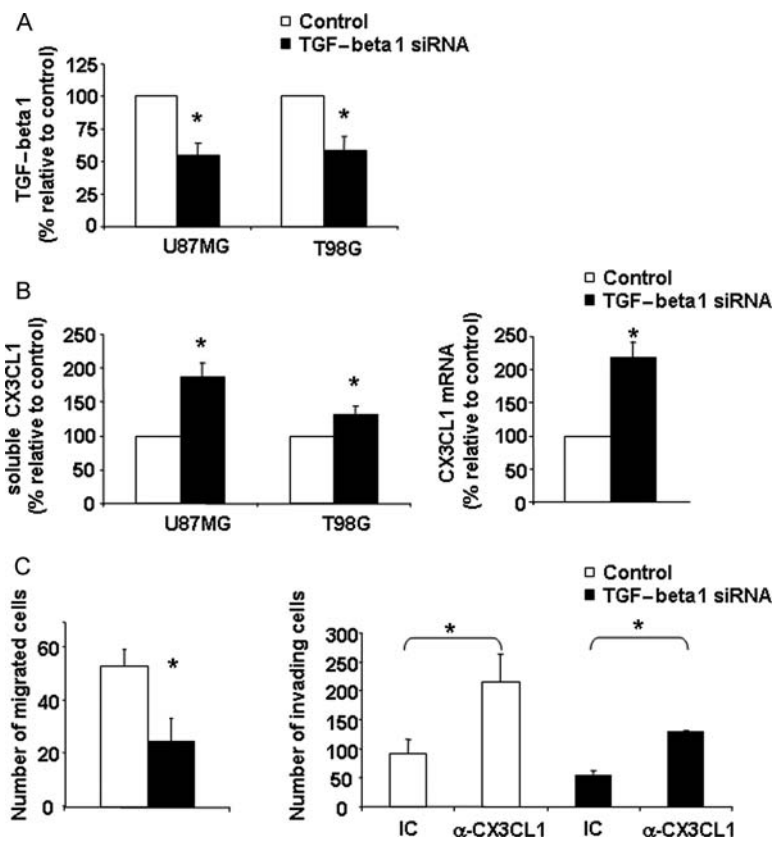 A
Control
TGF-beta1 siRNA
TGF-beta1
(% relative to control)
125
100
75
50
25
0
*
*
U87MG
T98G
B
Control
TGF-beta1 siRNA
soluble CX3CL1
(% relative to control)
250
200
150
100
50
0
*
*
U87MG
T98G
CX3CL1 mRNA
(% relative to control)
250
200
150
100
50
0
*
C
Control
TGF-beta1 siRNA
Number of migrated cells
60
40
20
0
*
Number of invading cells
300
250
200
150
100
50
0
*
*
IC
α-CX3CL1
IC
α-CX3CL1